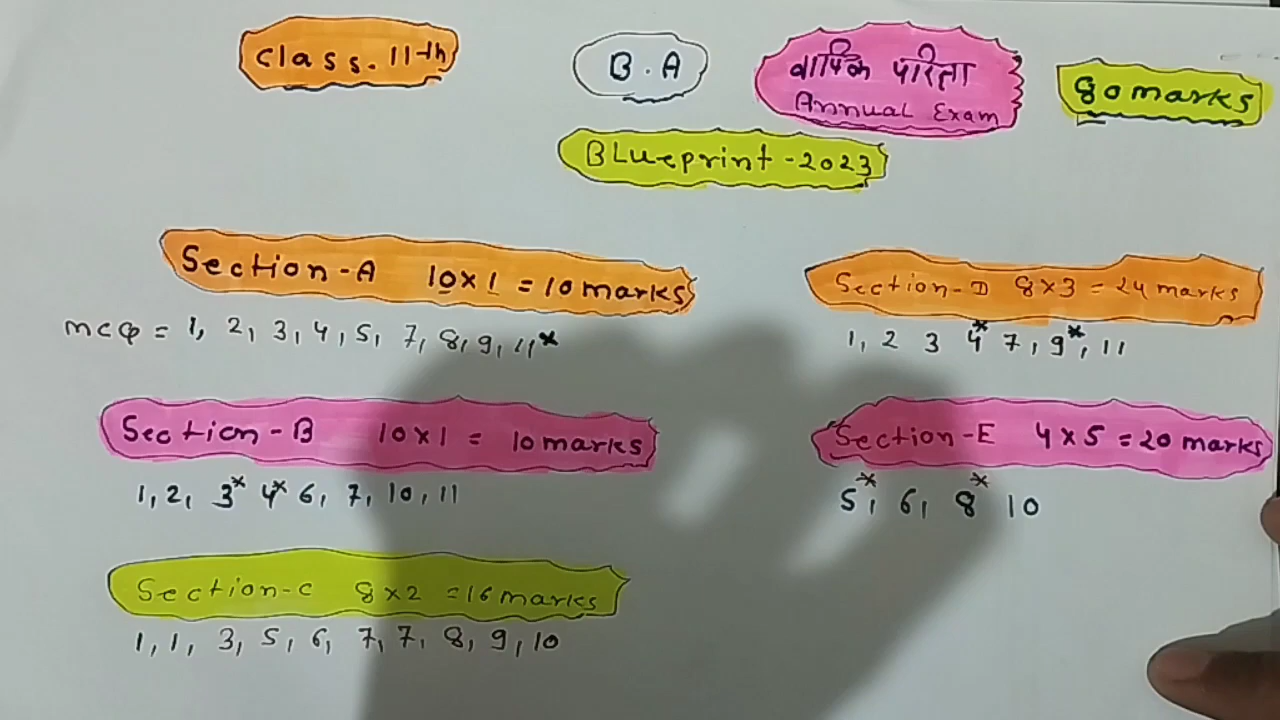 Class. 11th
B.A
वार्षिक परिक्षा
Annual Exam
80 marks
Blueprint-2023
Section-A 10×1 = 10 marks
MCQ = 1, 2, 3, 4, 5, 7, 8, 9, 11*
Section-B 10×1 = 10 marks
1, 2, 3* 4* 6, 7, 10, 11
Section-C 8×2 =16 marks
1, 1, 3, 5, 6, 7, 7, 8, 9, 10
Section-D 8×3 = 24 marks
1, 2 3 4* 7, 9*, 11
Section-E 4×5 = 20 marks
5*, 6, 8* 10